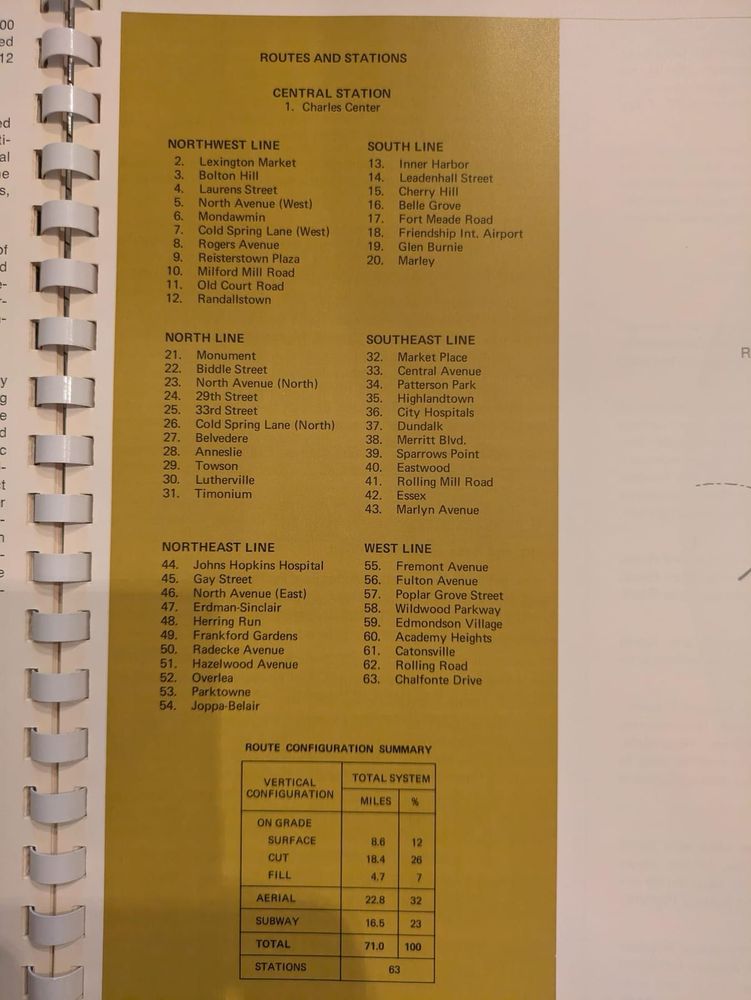 00
ed
12
ed
ti-
al
e
s,
of
d
e-
r-
-
y
g
e
d
c
-
t
r
-
n
-
e
ROUTES AND STATIONS
CENTRAL STATION
1. Charles Center
NORTHWEST LINE
2. Lexington Market
3. Bolton Hill
4. Laurens Street
5. North Avenue (West)
6. Mondawmin
7. Cold Spring Lane (West)
8. Rogers Avenue
9. Reisterstown Plaza
10. Milford Mill Road
11. Old Court Road
12. Randallstown
SOUTH LINE
13. Inner Harbor
14. Leadenhall Street
15. Cherry Hill
16. Belle Grove
17. Fort Meade Road
18. Friendship Int. Airport
19. Glen Burnie
20. Marley
NORTH LINE
21. Monument
22. Biddle Street
23. North Avenue (North)
24. 29th Street
25. 33rd Street
26. Cold Spring Lane (North)
27. Belvedere
28. Anneslie
29. Towson
30. Lutherville
31. Timonium
SOUTHEAST LINE
32. Market Place
33. Central Avenue
34. Patterson Park
35. Highlandtown
36. City Hospitals
37. Dundalk
38. Merritt Blvd.
39. Sparrows Point
40. Eastwood
41. Rolling Mill Road
42. Essex
43. Marlyn Avenue
NORTHEAST LINE
44. Johns Hopkins Hospital
45. Gay Street
46. North Avenue (East)
47. Erdman-Sinclair
48. Herring Run
49. Frankford Gardens
50. Radecke Avenue
51. Hazelwood Avenue
52. Overlea
53. Parktowne
54. Joppa-Belair
WEST LINE
55. Fremont Avenue
56. Fulton Avenue
57. Poplar Grove Street
58. Wildwood Parkway
59. Edmondson Village
60. Academy Heights
61. Catonsville
62. Rolling Road
63. Chalfonte Drive
ROUTE CONFIGURATION SUMMARY
VERTICAL CONFIGURATION TOTAL SYSTEM
MILES %
ON GRADE
SURFACE 8.6 12
CUT 18.4 26
FILL 4.7 7
AERIAL 22.8 32
SUBWAY 16.5 23
TOTAL 71.0 100
STATIONS 63
R